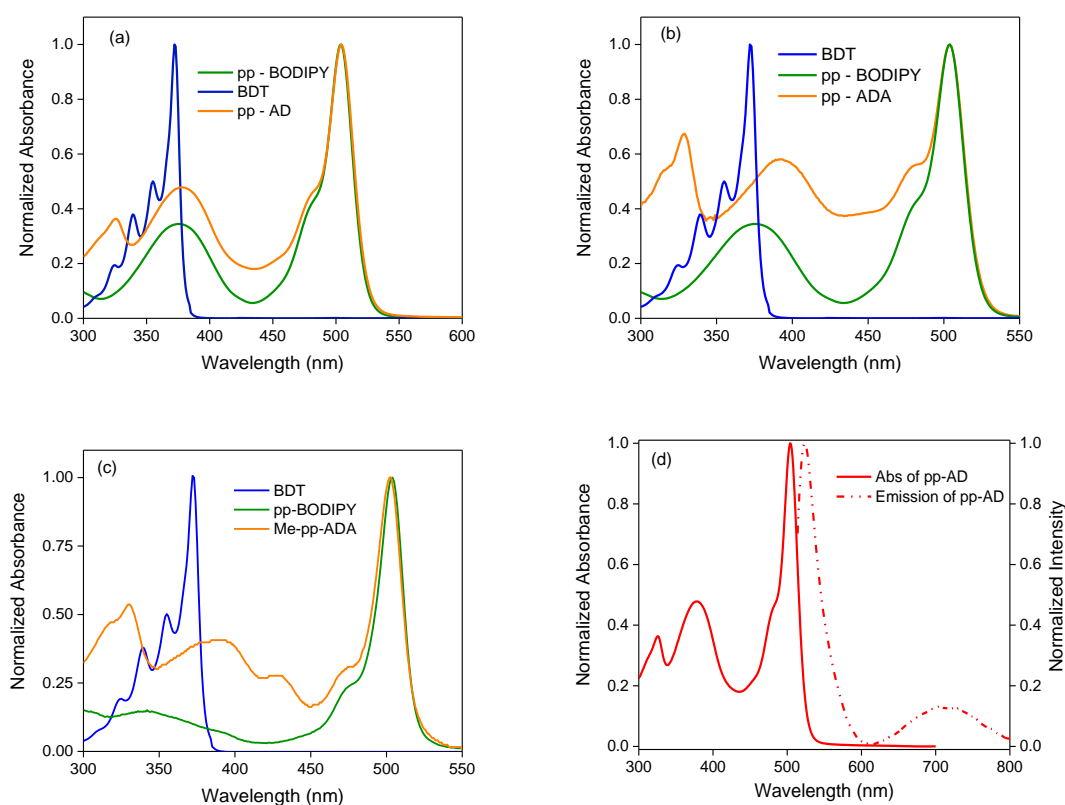 (a)
pp - BODIPY
BDT
pp - AD
Normalized Absorbance
1.0
0.8
0.6
0.4
0.2
0.0
300 350 400 450 500 550 600
Wavelength (nm)
(b)
BDT
pp - BODIPY
pp - ADA
Normalized Absorbance
1.0
0.8
0.6
0.4
0.2
0.0
300 350 400 450 500 550
Wavelength (nm)
(c)
BDT
pp-BODIPY
Me-pp-ADA
Normalized Absorbance
1.00
0.75
0.50
0.25
0.00
300 350 400 450 500 550
Wavelength (nm)
(d)
Abs of pp-AD
Emission of pp-AD
Normalized Absorbance
1.0
0.8
0.6
0.4
0.2
0.0
300 400 500 600 700 800
Wavelength (nm)
1.0
0.8
0.6
0.4
0.2
0.0
Normalized Intensity